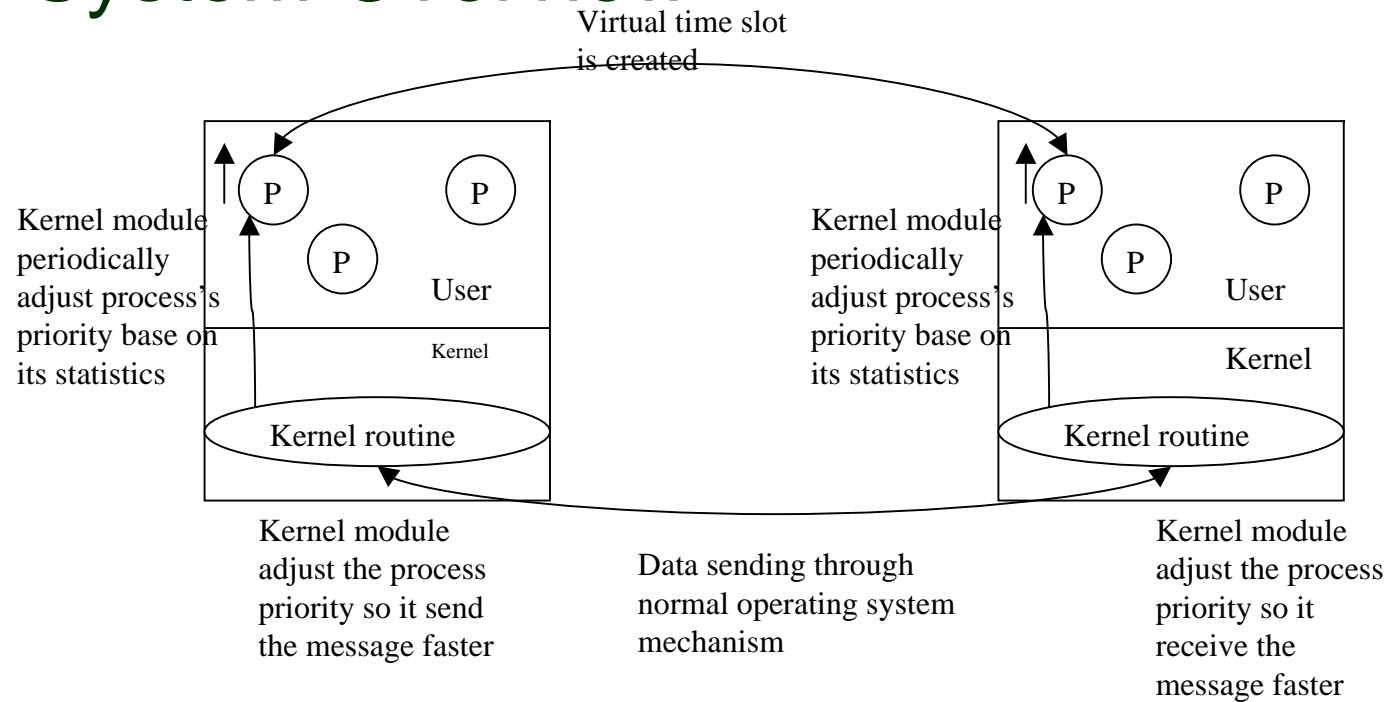 Virtual time slot
is created
P
P
P
User
Kernel
Kernel routine
Kernel module
periodically
adjust process's
priority base on
its statistics
P
P
P
User
Kernel
Kernel routine
Kernel module
periodically
adjust process's
priority base on
its statistics
Kernel module
adjust the process
priority so it send
the message faster
Data sending through
normal operating system
mechanism
Kernel module
adjust the process
priority so it
receive the
message faster